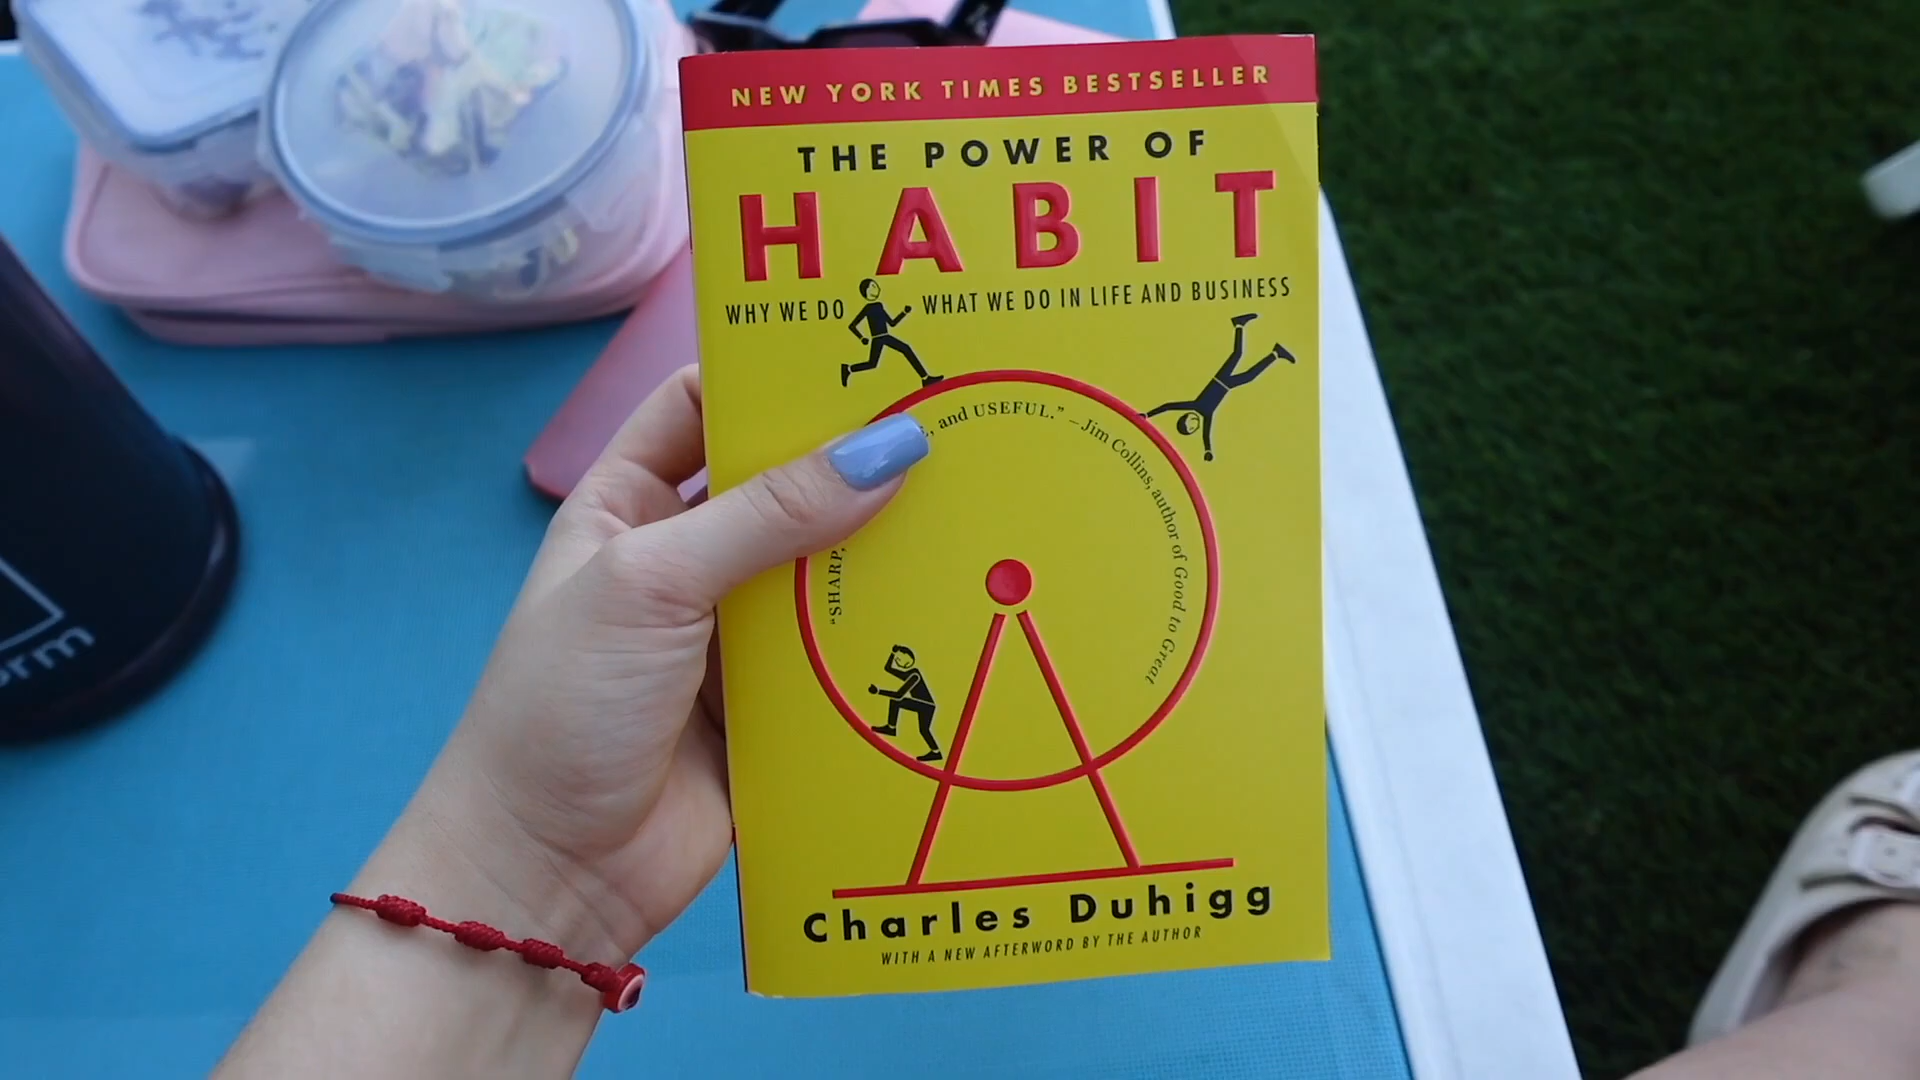 NEW YORK TIMES BESTSELLER
THE POWER OF
HABIT
WHY WE DO WHAT WE DO IN LIFE AND BUSINESS
“SHARP, and USEFUL.” – Jim Collins, author of Good to Great
Charles Duhigg
WITH A NEW AFTERWORD BY THE AUTHOR